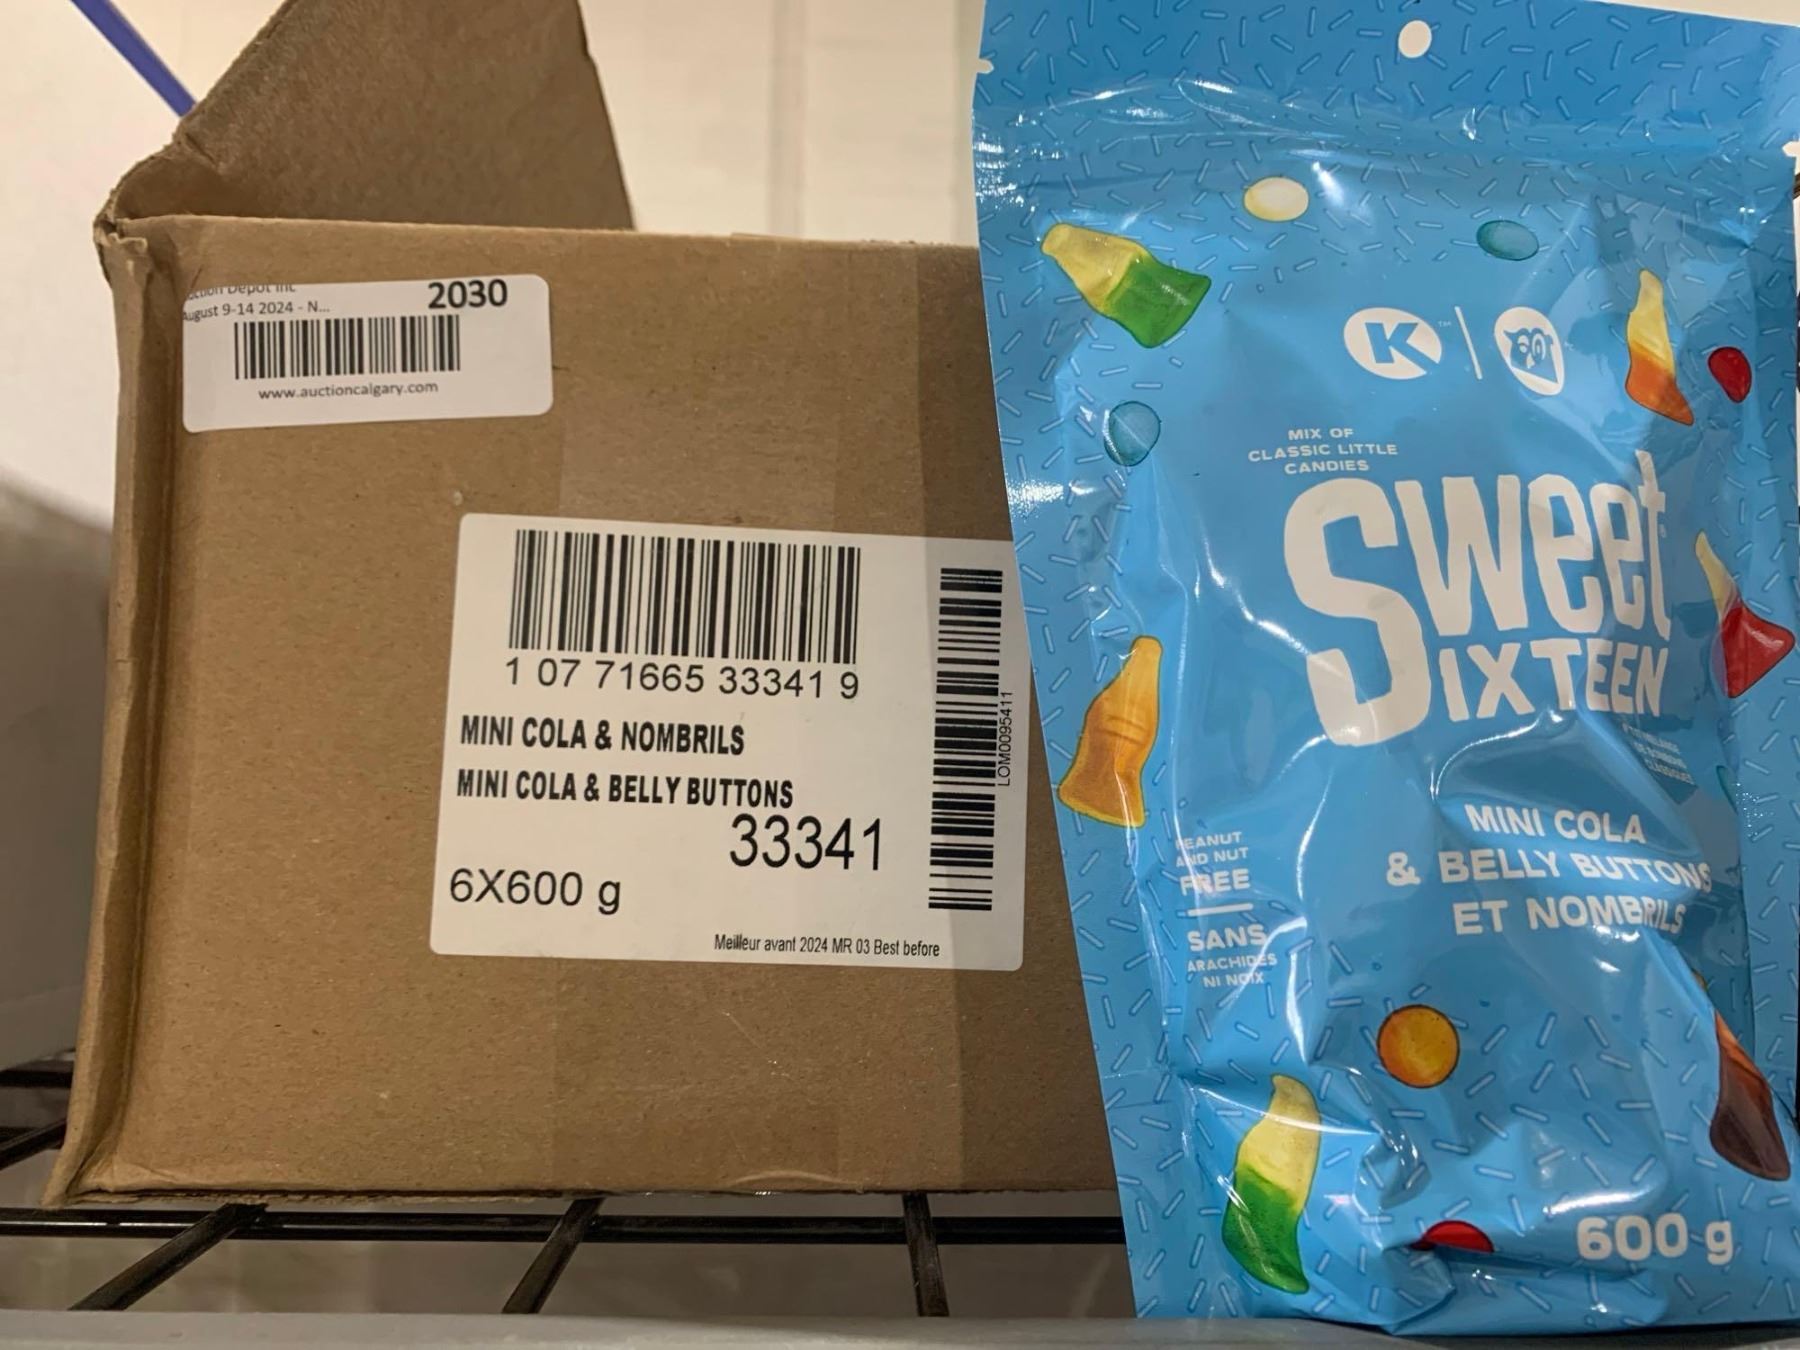 August 9-14 2024 - N...
2030
www.auctioncalgary.com
1 07 71665 33341 9
MINI COLA & NOMBRILS
MINI COLA & BELLY BUTTONS
33341
6X600 g
Meilleur avant 2024 MR 03 Best before
LOM0095411
K
MIX OF
CLASSIC LITTLE
CANDIES
Sweet
SIXTEEN
MINI COLA
& BELLY BUTTONS
ET NOMBRILS
PEANUT
AND NUT
FREE
SANS
ARACHIDES
NI NOIX
600 g